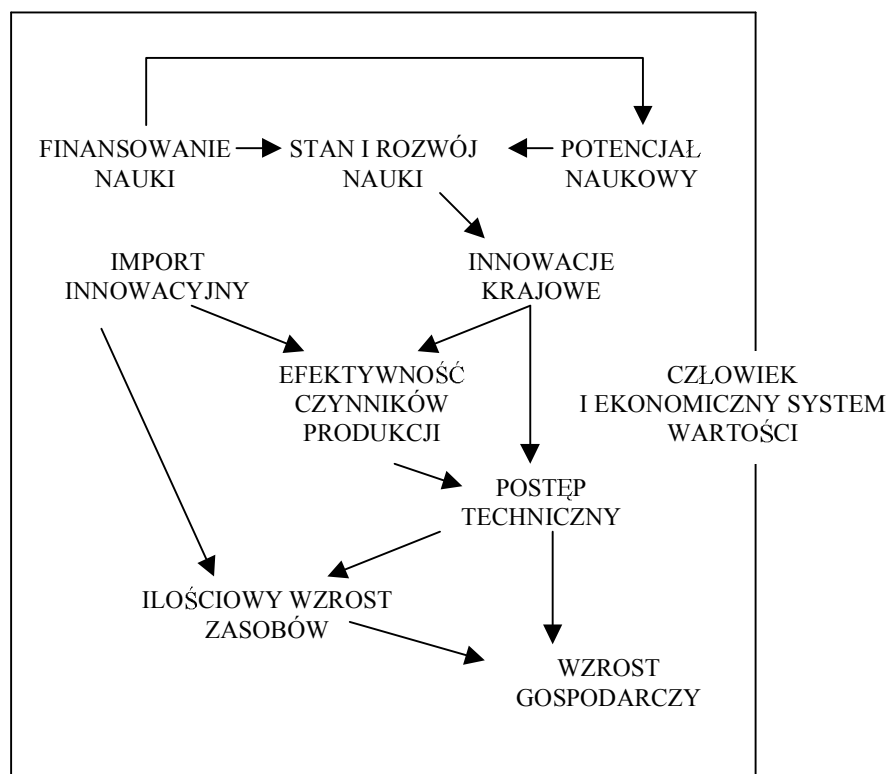 FINANSOWANIE
NAUKI
STAN I ROZWÓJ
NAUKI
POTENCJAŁ
NAUKOWY
IMPORT
INNOWACYJNY
INNOWACJE
KRAJOWE
EFEKTYWNOŚĆ
CZYNNIKÓW
PRODUKCJI
CZŁOWIEK
I EKONOMICZNY SYSTEM
WARTOŚCI
POSTĘP
TECHNICZNY
ILOŚCIOWY WZROST
ZASOBÓW
WZROST
GOSPODARCZY